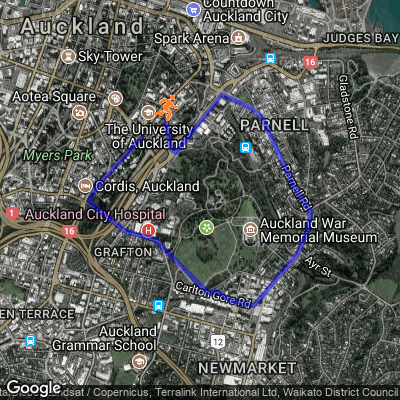 Countdown
Auckland City
Auckland
Spark Arena
JUDGES BAY
Sky Tower
16
Gladstone Rd
Aotea Square
The University
of Auckland
PARNELL
Myers Park
Parnell Rd
Cordis, Auckland
1
Auckland City
Hospital
H
Auckland War
Memorial Museum
16
GRAFTON
Ayr St
Carlton Gore Rd
EN TERRACE
Auckland
Grammar School
12
NEWMARKET
Google
andsat / Copernicus, Terralink International Ltd, Waikato District Council